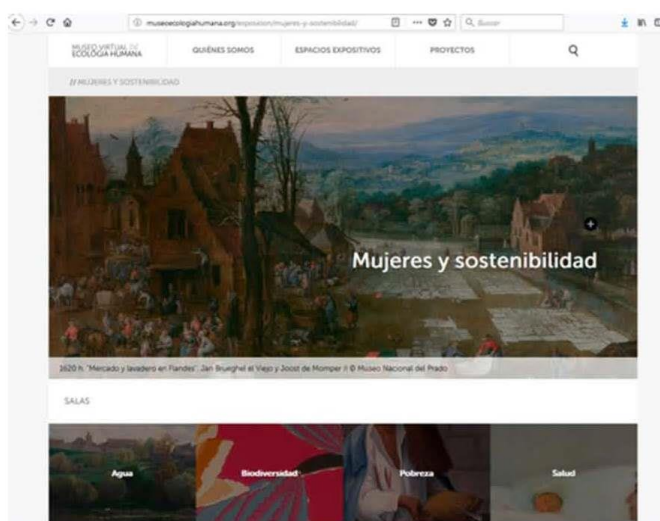 museoecologiahumana.org/exposicion/mujeres-y-sostenibilidad/
Buscar
MUSEO VIRTUAL DE
ECOLOGÍA HUMANA
QUIÉNES SOMOS
ESPACIOS EXPOSITIVOS
PROYECTOS
// MUJERES Y SOSTENIBILIDAD
Mujeres y sostenibilidad
1620 h. "Mercado y lavadero en Flandes". Jan Brueghel el Viejo y Joost de Momper // © Museo Nacional del Prado
SALAS
Agua
Biodiversidad
Pobreza
Salud